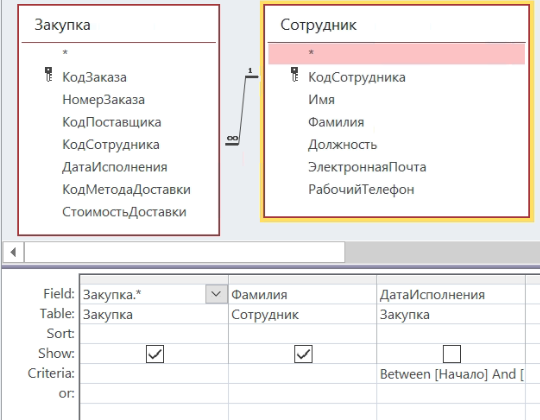 Закупка
*
КодЗаказа
НомерЗаказа
КодПоставщика
КодСотрудника
ДатаИсполнения
КодМетодаДоставки
СтоимостьДоставки
1
∞
Сотрудник
*
КодСотрудника
Имя
Фамилия
Должность
ЭлектроннаяПочта
РабочийТелефон
Field: Закупка.* Фамилия ДатаИсполнения
Table: Закупка Сотрудник Закупка
Sort:
Show:
Criteria: Between [Начало] And [
or: